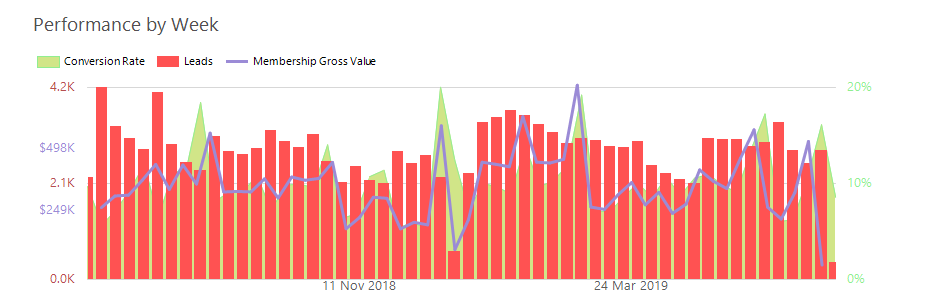 Performance by Week
Conversion Rate Leads Membership Gross Value
4.2K 20%
$498K
2.1K 10%
$249K
0.0K 0%
11 Nov 2018 24 Mar 2019